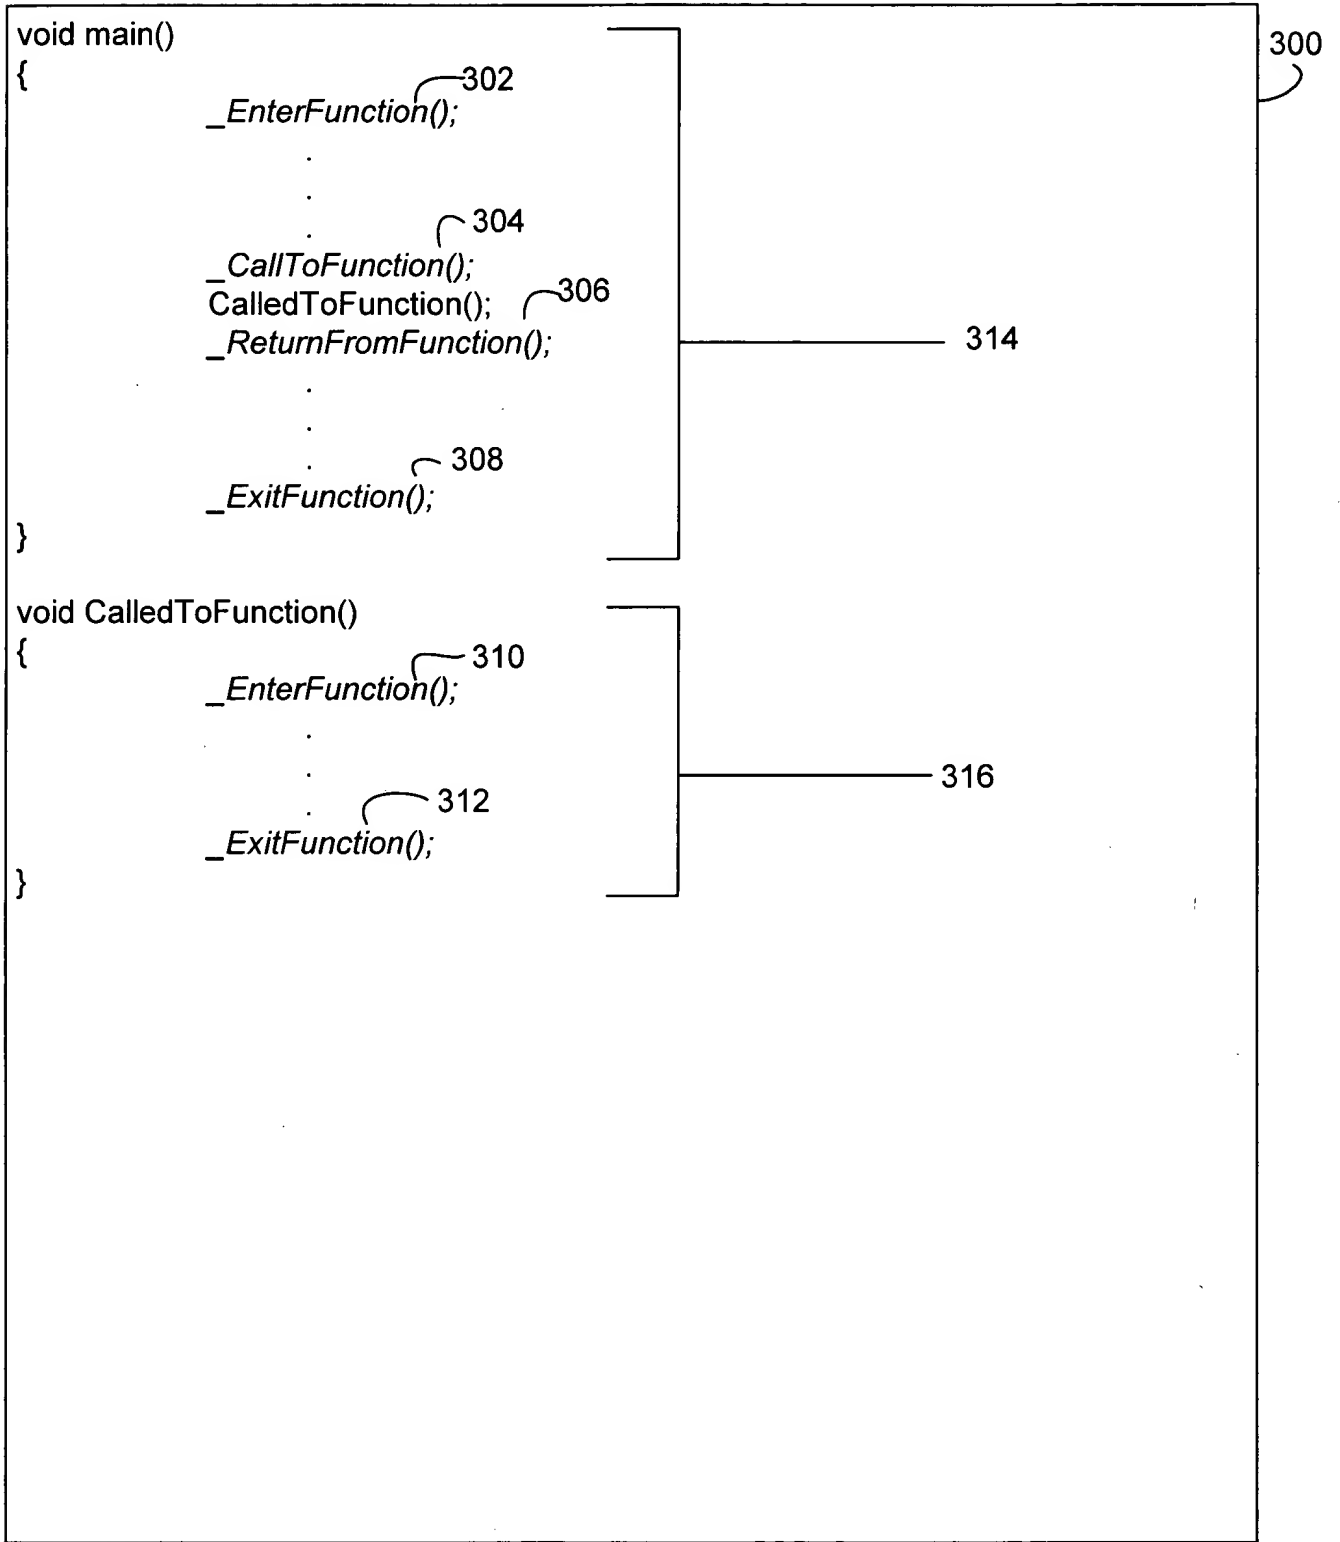 void main()
300
{
302
_EnterFunction();
.
.
.
304
_CallToFunction();
CalledToFunction();
306
_ReturnFromFunction();
314
.
.
.
308
_ExitFunction();
}
void CalledToFunction()
{
310
_EnterFunction();
.
.
316
.
312
_ExitFunction();
}